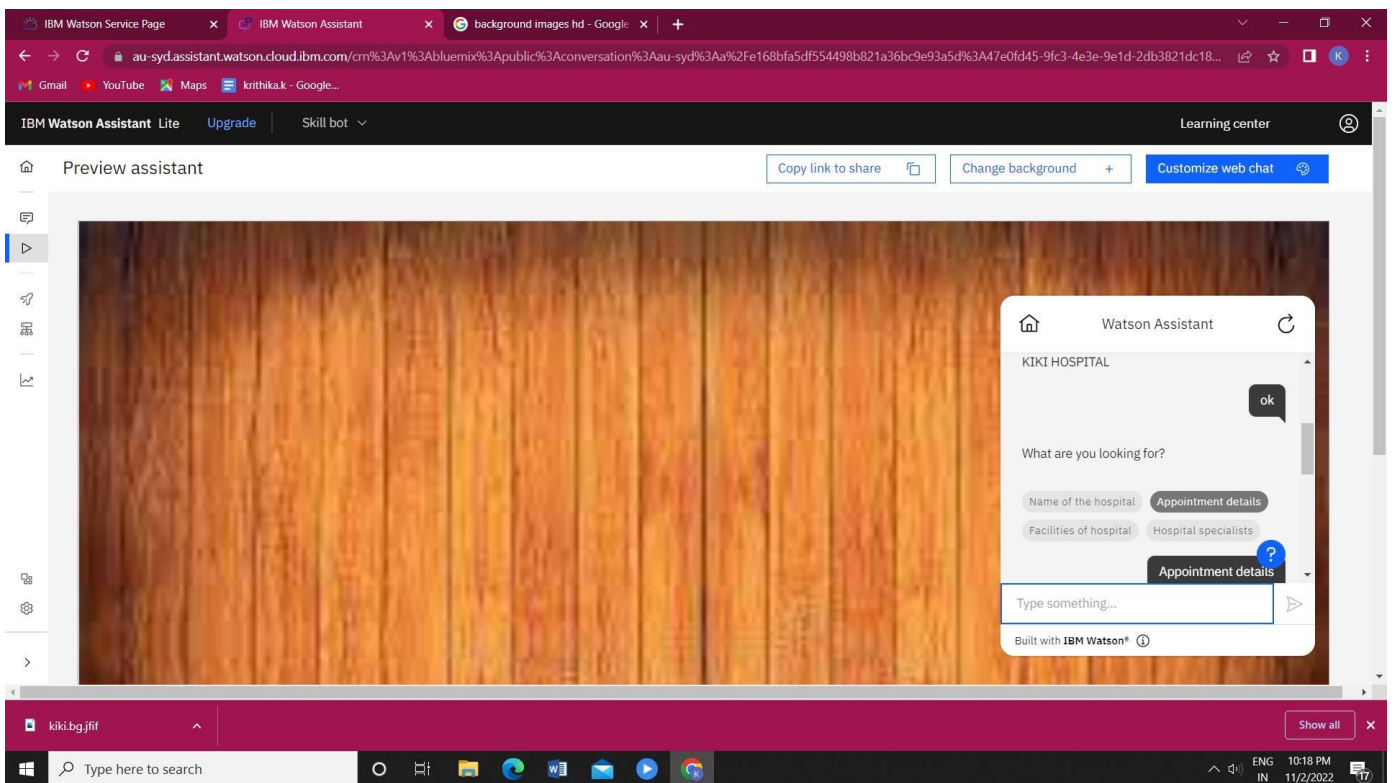 IBM Watson Service Page
IBM Watson Assistant
background images hd - Google
au-syd.assistant.watson.cloud.ibm.com/crn%3Av1%3Abluemix%3Apublic%3Aconversation%3Aau-syd%3Aa%2Fe168bfa5df554498b821a36bc9e93a5d%3A47e0fd45-9fc3-4e3e-9e1d-2db3821dc18...
K
Gmail YouTube Maps krithika.k - Google...
IBM Watson Assistant Lite Upgrade Skill bot Learning center
Preview assistant Copy link to share Change background + Customize web chat
Watson Assistant
KIKI HOSPITAL
ok
What are you looking for?
Name of the hospital Appointment details
Facilities of hospital Hospital specialists
?
Appointment details
Type something...
Built with IBM Watson®
kiki.bg.jfif Show all
Type here to search ENG 10:18 PM
IN 11/2/2022 17